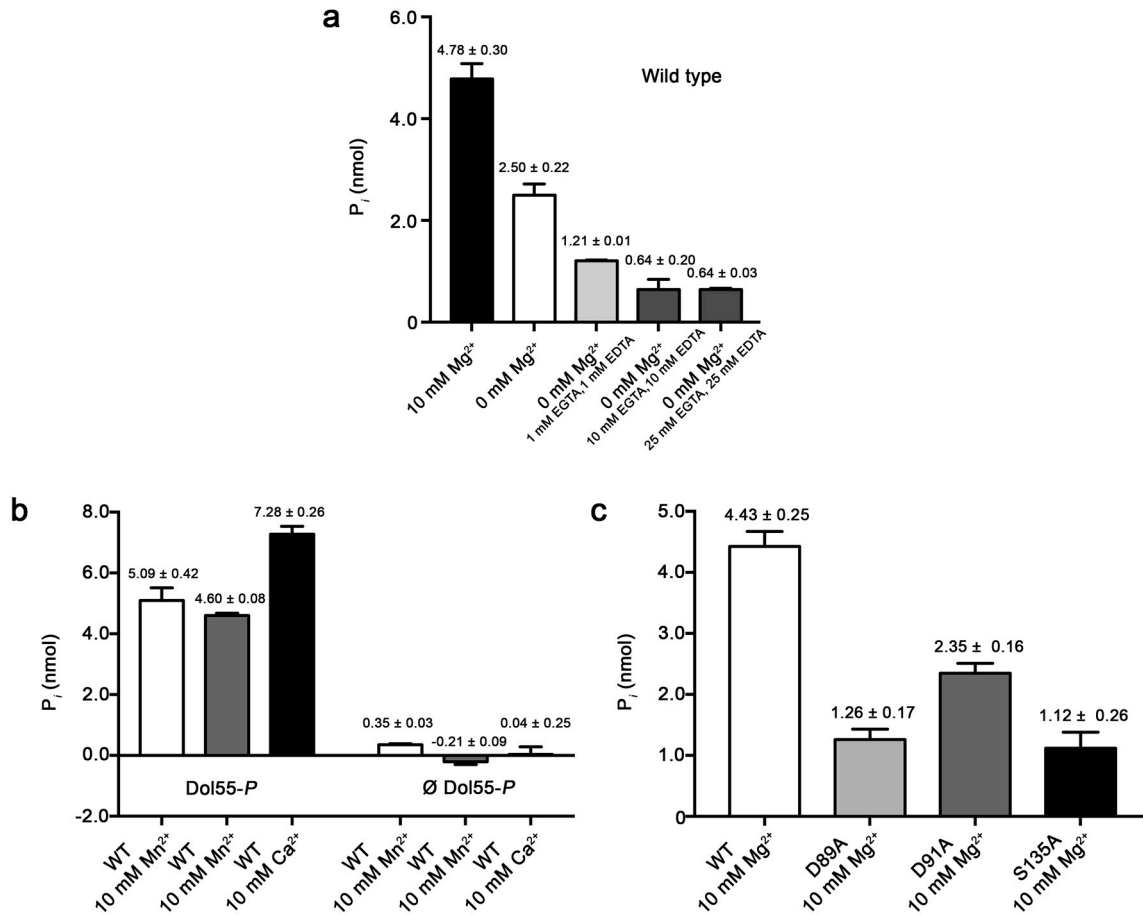 a
6.0
4.0
2.0
0
P𝑖 (nmol)
Wild type
4.78 ± 0.30
2.50 ± 0.22
1.21 ± 0.01
0.64 ± 0.20
0.64 ± 0.03
10 mM Mg²⁺
0 mM Mg²⁺
0 mM Mg²⁺
1 mM EGTA,1 mM EDTA
0 mM Mg²⁺
10 mM EGTA,10 mM EDTA
0 mM Mg²⁺
25 mM EGTA, 25 mM EDTA
b
8.0
6.0
4.0
2.0
0.0
-2.0
P𝑖 (nmol)
5.09 ± 0.42
4.60 ± 0.08
7.28 ± 0.26
0.35 ± 0.03
-0.21 ± 0.09
0.04 ± 0.25
Dol55-P
Ø Dol55-P
WT
10 mM Mn²⁺
WT
10 mM Mn²⁺
WT
10 mM Ca²⁺
WT
10 mM Mn²⁺
WT
10 mM Mn²⁺
WT
10 mM Ca²⁺
c
5.0
4.0
3.0
2.0
1.0
0
P𝑖 (nmol)
4.43 ± 0.25
1.26 ± 0.17
2.35 ± 0.16
1.12 ± 0.26
WT
10 mM Mg²⁺
D89A
10 mM Mg²⁺
D91A
10 mM Mg²⁺
S135A
10 mM Mg²⁺